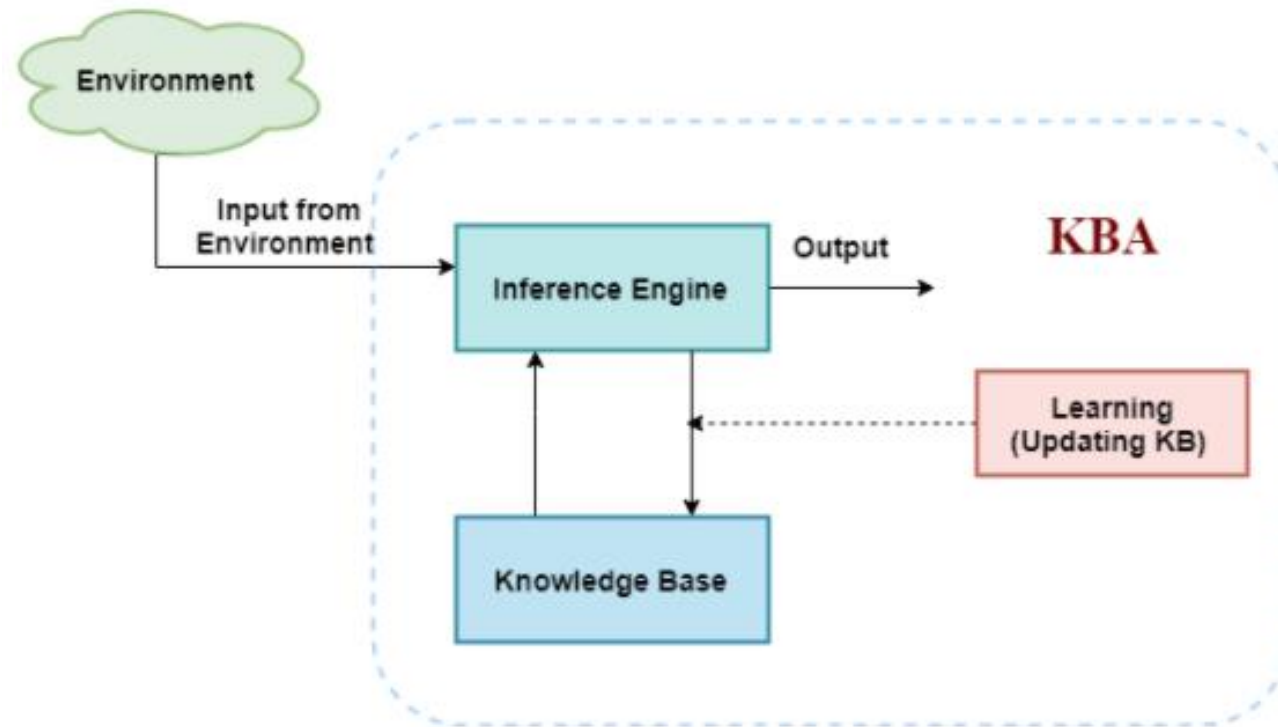 Environment
Input from
Environment
Inference Engine
Output
KBA
Learning
(Updating KB)
Knowledge Base